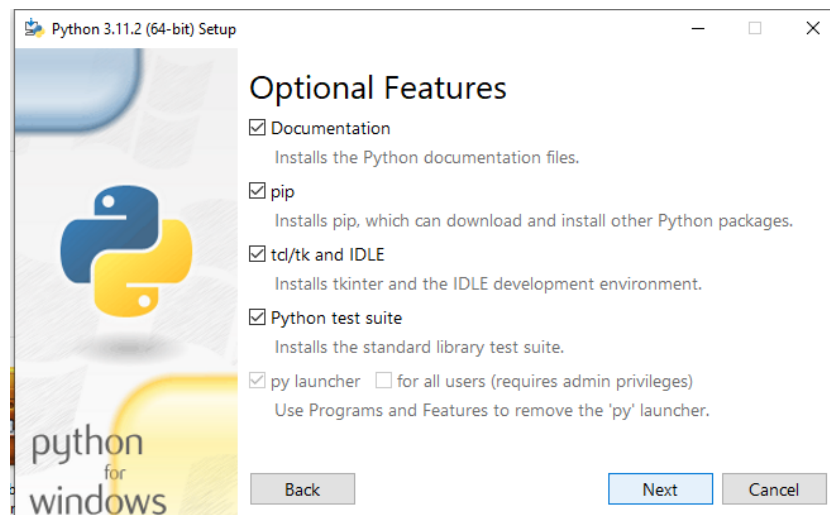 Python 3.11.2 (64-bit) Setup
Optional Features
Documentation
Installs the Python documentation files.
pip
Installs pip, which can download and install other Python packages.
tcl/tk and IDLE
Installs tkinter and the IDLE development environment.
Python test suite
Installs the standard library test suite.
py launcher for all users (requires admin privileges)
Use Programs and Features to remove the 'py' launcher.
python
for
windows
Back Next Cancel